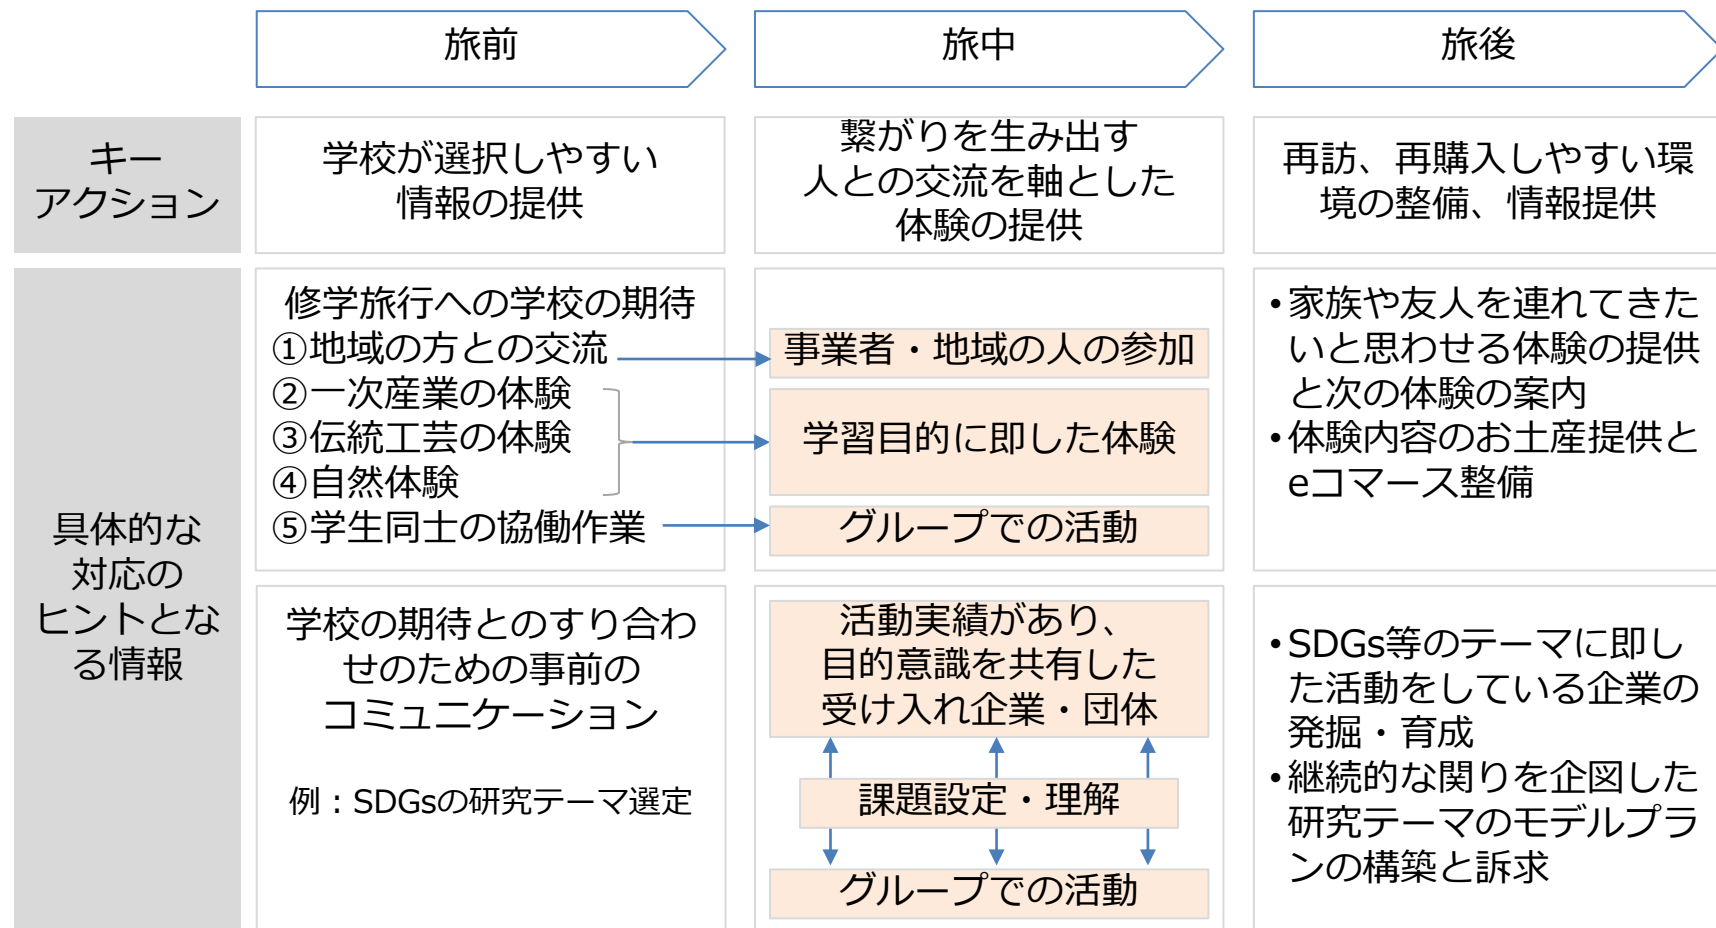 旅前
旅中
旅後
キー
アクション
学校が選択しやすい
情報の提供
繋がりを生み出す
人との交流を軸とした
体験の提供
再訪、再購入しやすい環
境の整備、情報提供
具体的な
対応の
ヒントとな
る情報
修学旅行への学校の期待
①地域の方との交流
②一次産業の体験
③伝統工芸の体験
④自然体験
⑤学生同士の協働作業
事業者・地域の人の参加
学習目的に即した体験
グループでの活動
•家族や友人を連れてきた
いと思わせる体験の提供
と次の体験の案内
•体験内容のお土産提供と
eコマース整備
学校の期待とのすり合わ
せのための事前の
コミュニケーション
例：SDGsの研究テーマ選定
活動実績があり、
目的意識を共有した
受け入れ企業・団体
課題設定・理解
グループでの活動
•SDGs等のテーマに即し
た活動をしている企業の
発掘・育成
•継続的な関りを企図した
研究テーマのモデルプラ
ンの構築と訴求